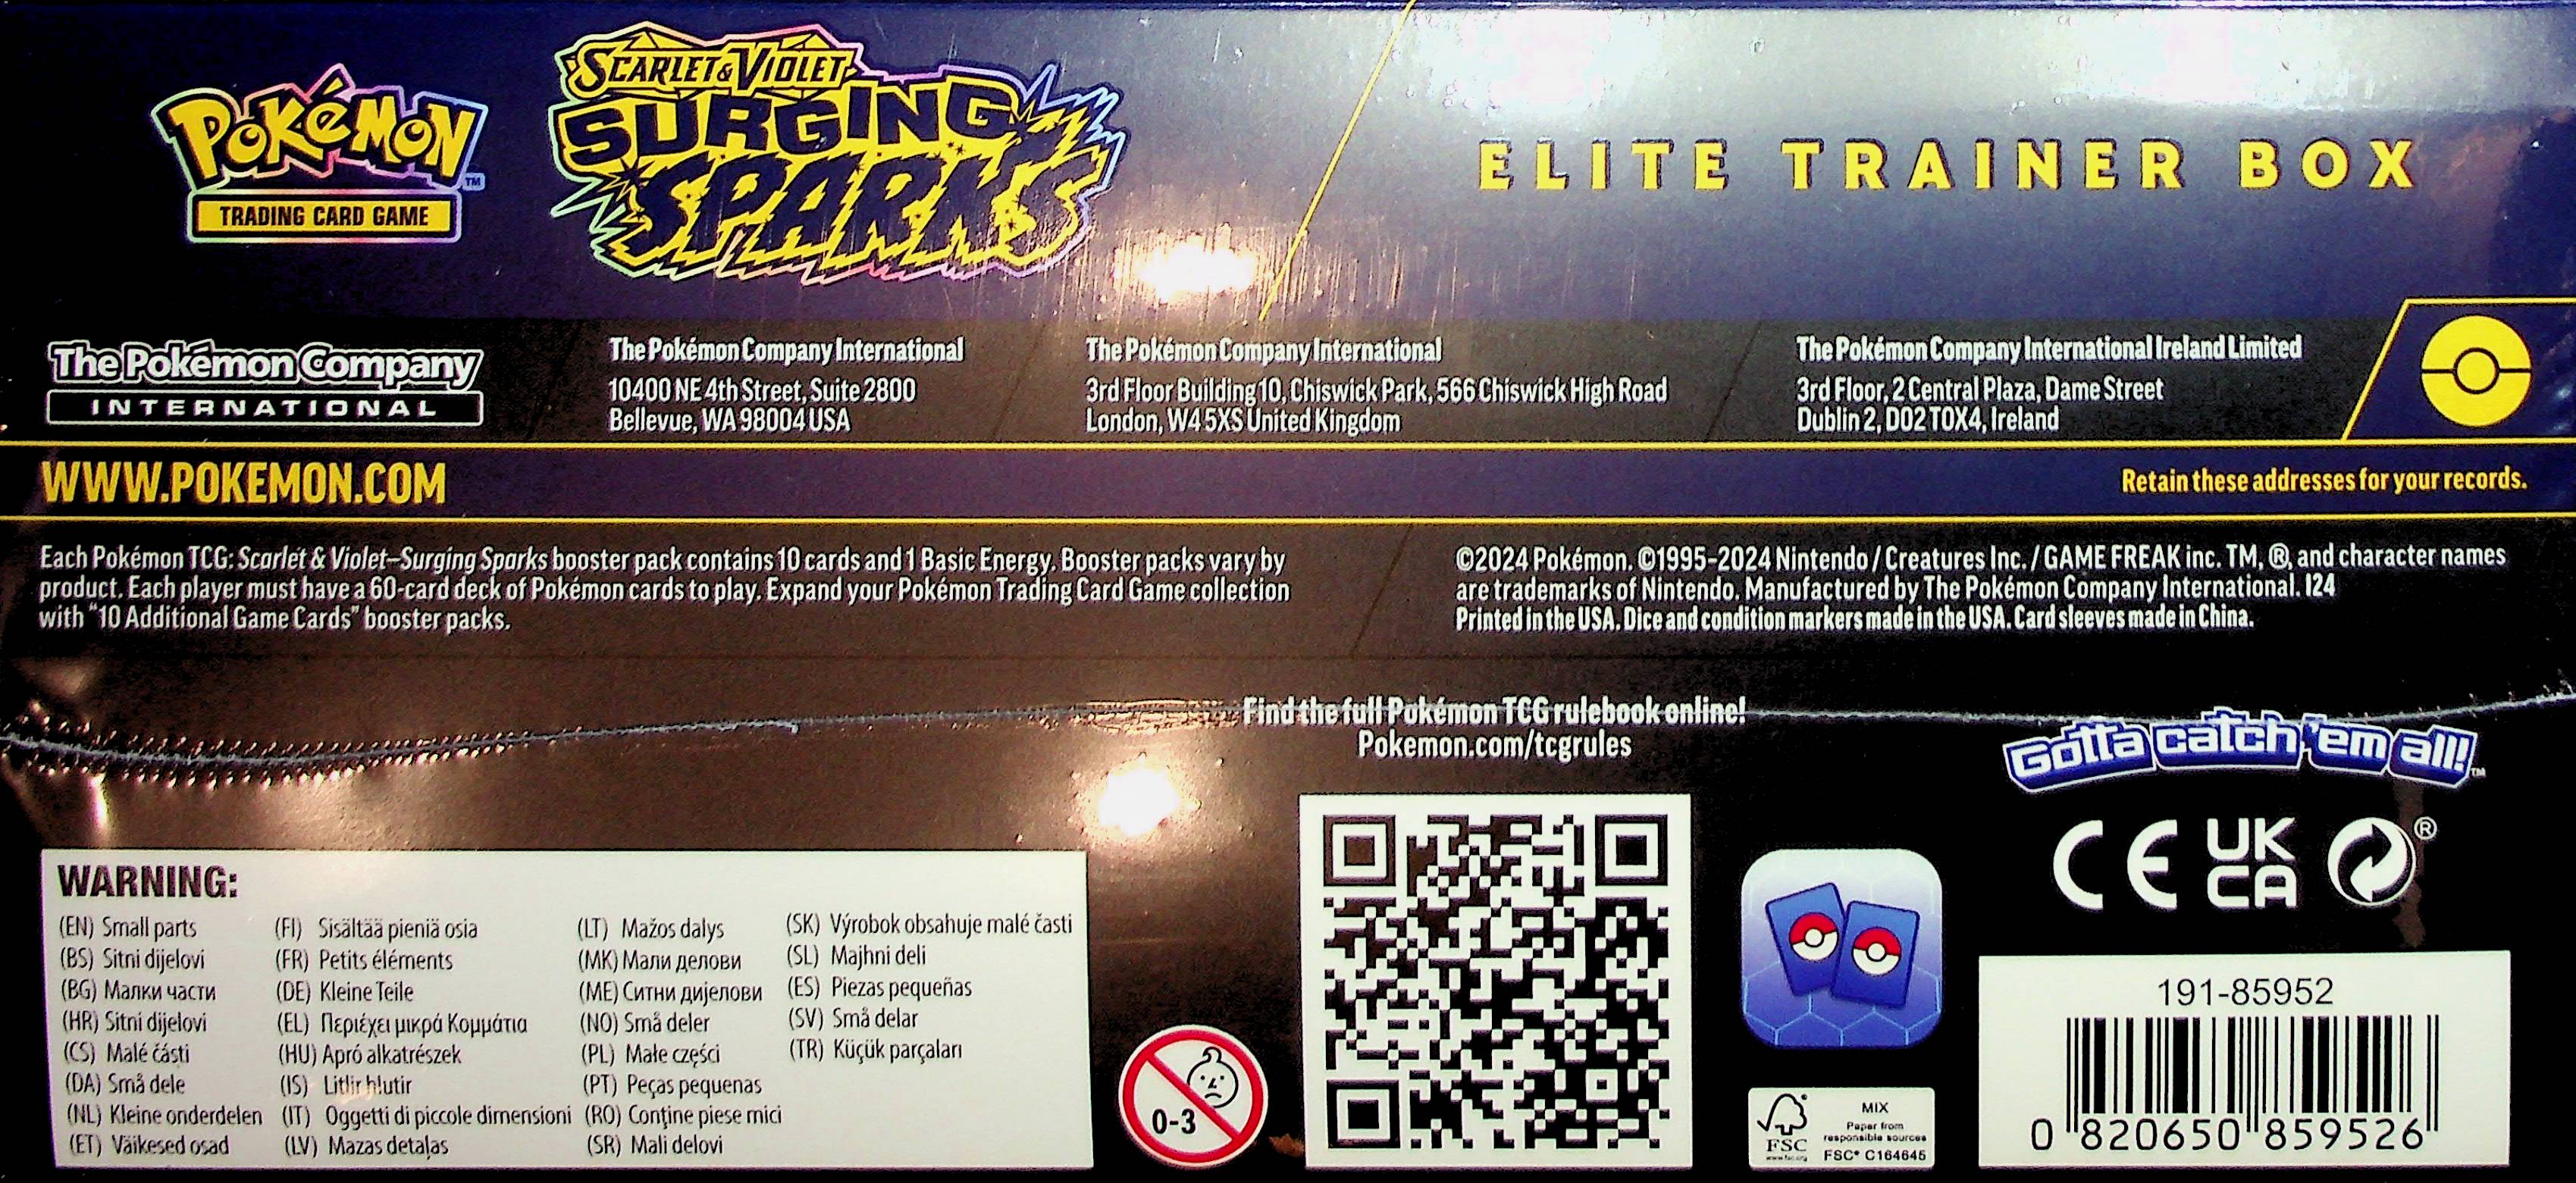 POKéMON™
TRADING CARD GAME
SCARLET & VIOLET
SURGING
SPARKS
ELITE TRAINER BOX
The Pokémon Company
INTERNATIONAL
The Pokémon Company International
10400 NE 4th Street, Suite 2800
Bellevue, WA 98004 USA
The Pokémon Company International
3rd Floor Building 10, Chiswick Park, 566 Chiswick High Road
London, W4 5XS United Kingdom
The Pokémon Company International Ireland Limited
3rd Floor, 2 Central Plaza, Dame Street
Dublin 2, D02 T0X4, Ireland
WWW.POKEMON.COM
Retain these addresses for your records.
Each Pokémon TCG: Scarlet & Violet—Surging Sparks booster pack contains 10 cards and 1 Basic Energy. Booster packs vary by
product. Each player must have a 60-card deck of Pokémon cards to play. Expand your Pokémon Trading Card Game collection
with “10 Additional Game Cards” booster packs.
©2024 Pokémon. ©1995–2024 Nintendo / Creatures Inc. / GAME FREAK inc. TM, ®, and character names
are trademarks of Nintendo. Manufactured by The Pokémon Company International. I24
Printed in the USA. Dice and condition markers made in the USA. Card sleeves made in China.
Find the full Pokémon TCG rulebook online!
Pokemon.com/tcgrules
Gotta catch 'em all!™
CE UK CA ®
WARNING:
(EN) Small parts
(BS) Sitni dijelovi
(BG) Малки части
(HR) Sitni dijelovi
(CS) Malé části
(DA) Små dele
(NL) Kleine onderdelen
(ET) Väikesed osad
(FI) Sisältää pieniä osia
(FR) Petits éléments
(DE) Kleine Teile
(EL) Περιέχει μικρά Κομμάτια
(HU) Apró alkatrészek
(IS) Litlir hlutir
(IT) Oggetti di piccole dimensioni
(LV) Mazas detaļas
(LT) Mažos dalys
(MK) Мали делови
(ME) Ситни дијелови
(NO) Små deler
(PL) Małe części
(PT) Peças pequenas
(RO) Conţine piese mici
(SR) Mali delovi
(SK) Výrobok obsahuje malé časti
(SL) Majhni deli
(ES) Piezas pequeñas
(SV) Små delar
(TR) Küçük parçaları
0-3
FSC
www.fsc.org
MIX
Paper from
responsible sources
FSC® C164645
191-85952
0 820650 859526